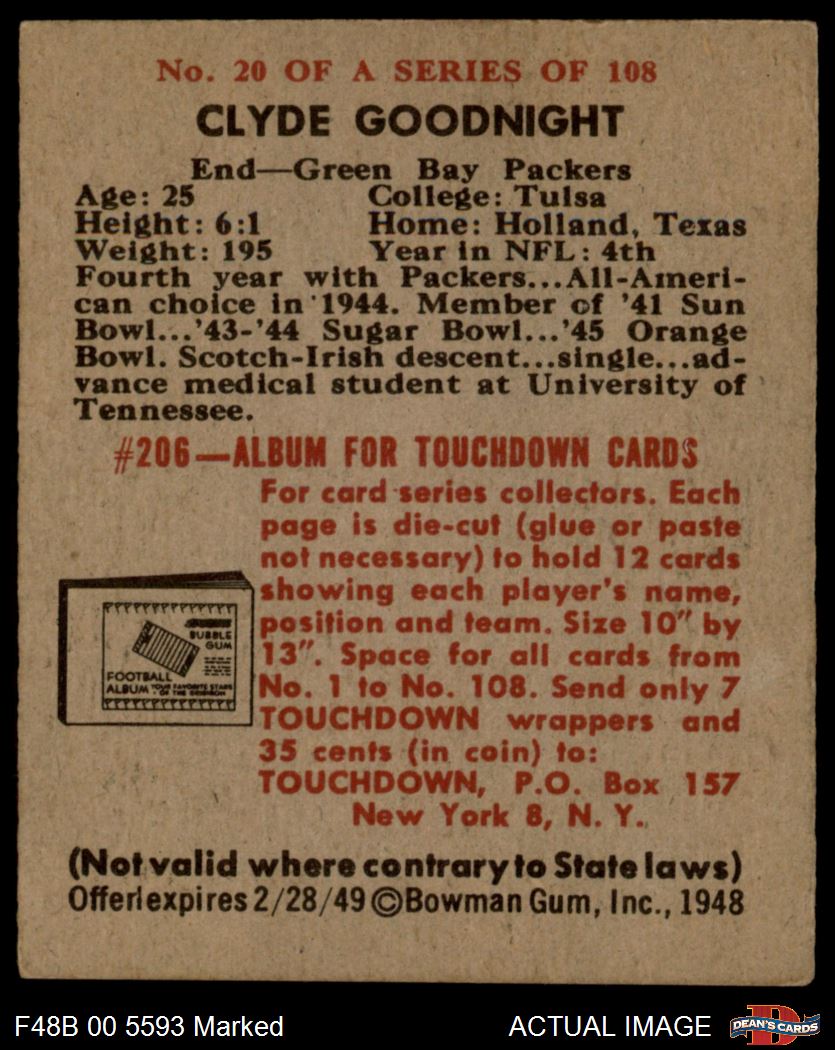 No. 20 OF A SERIES OF 108
CLYDE GOODNIGHT
End—Green Bay Packers
Age: 25 College: Tulsa
Height: 6:1 Home: Holland, Texas
Weight: 195 Year in NFL: 4th
Fourth year with Packers...All-Ameri-
can choice in 1944. Member of '41 Sun
Bowl...'43-'44 Sugar Bowl...'45 Orange
Bowl. Scotch-Irish descent...single...ad-
vance medical student at University of
Tennessee.
#206—ALBUM FOR TOUCHDOWN CARDS
For card series collectors. Each
page is die-cut (glue or paste
not necessary) to hold 12 cards
showing each player's name,
position and team. Size 10" by
13". Space for all cards from
No. 1 to No. 108. Send only 7
TOUCHDOWN wrappers and
35 cents (in coin) to:
TOUCHDOWN, P.O. Box 157
New York 8, N. Y.
BUBBLE
GUM
FOOTBALL
ALBUM YOUR FAVORITE STARS
OF THE GRIDIRON
(Not valid where contrary to State laws)
Offer expires 2/28/49 ©Bowman Gum, Inc., 1948
F48B 00 5593 Marked ACTUAL IMAGE
D
DEAN'S CARDS